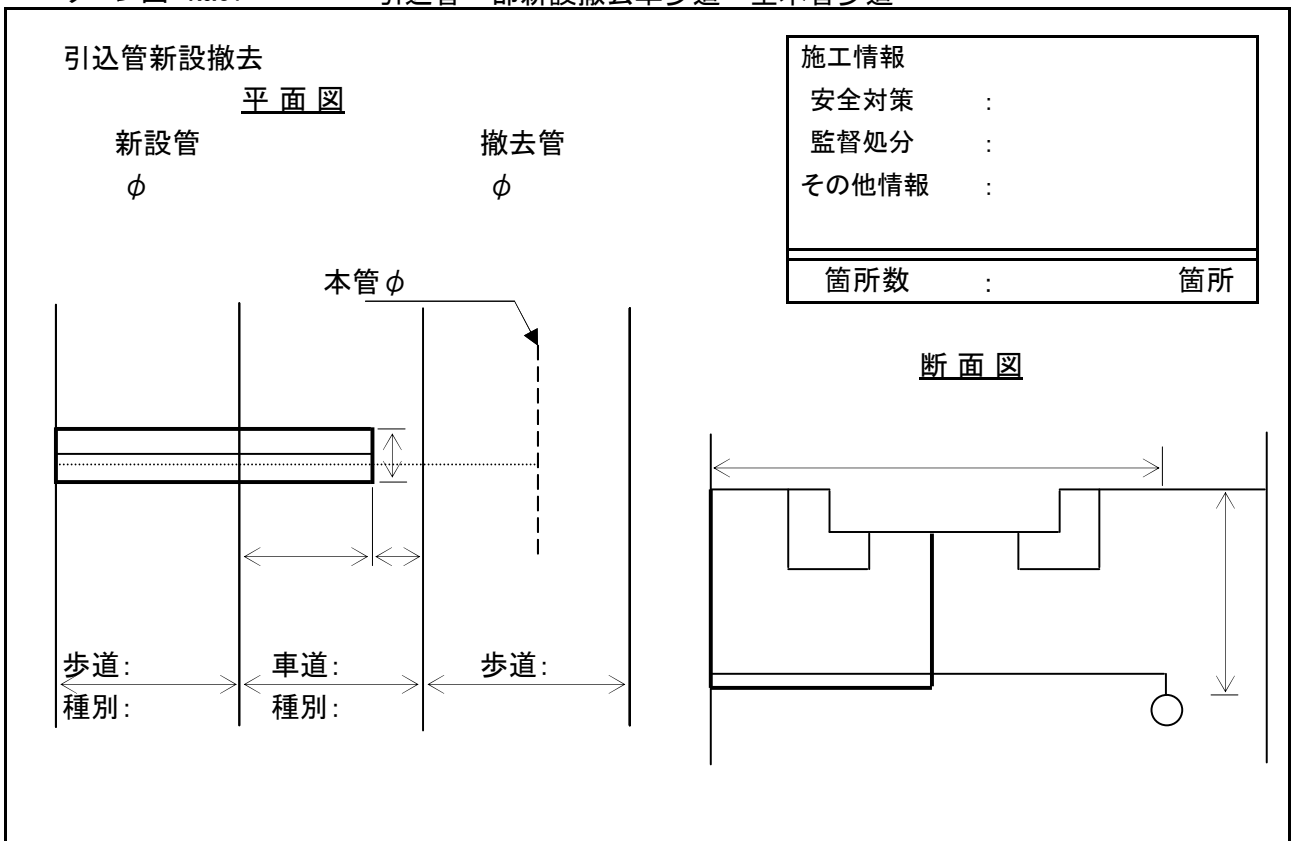 引込管新設撤去
平 面 図
新設管
φ
撤去管
φ
本管φ
歩道:
種別:
車道:
種別:
歩道:
施工情報
安全対策 :
監督処分 :
その他情報 :
箇所数 : 箇所
断 面 図